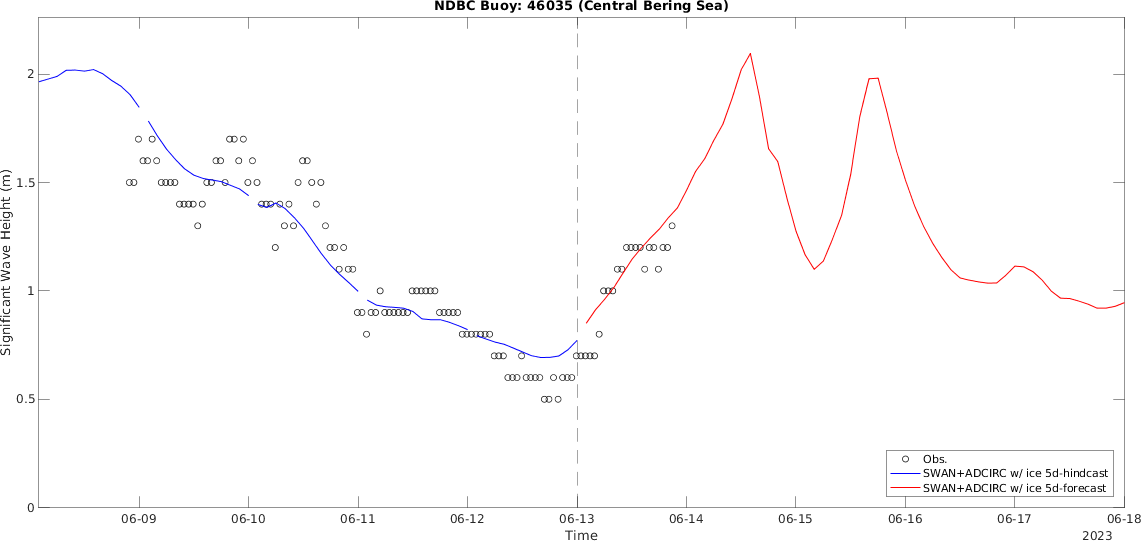 NDBC Buoy: 46035 (Central Bering Sea)
Significant Wave Height (m)
2
1.5
1
0.5
0
Obs.
SWAN+ADCIRC w/ ice 5d-hindcast
SWAN+ADCIRC w/ ice 5d-forecast
06-09 06-10 06-11 06-12 06-13 06-14 06-15 06-16 06-17 06-18
Time
2023